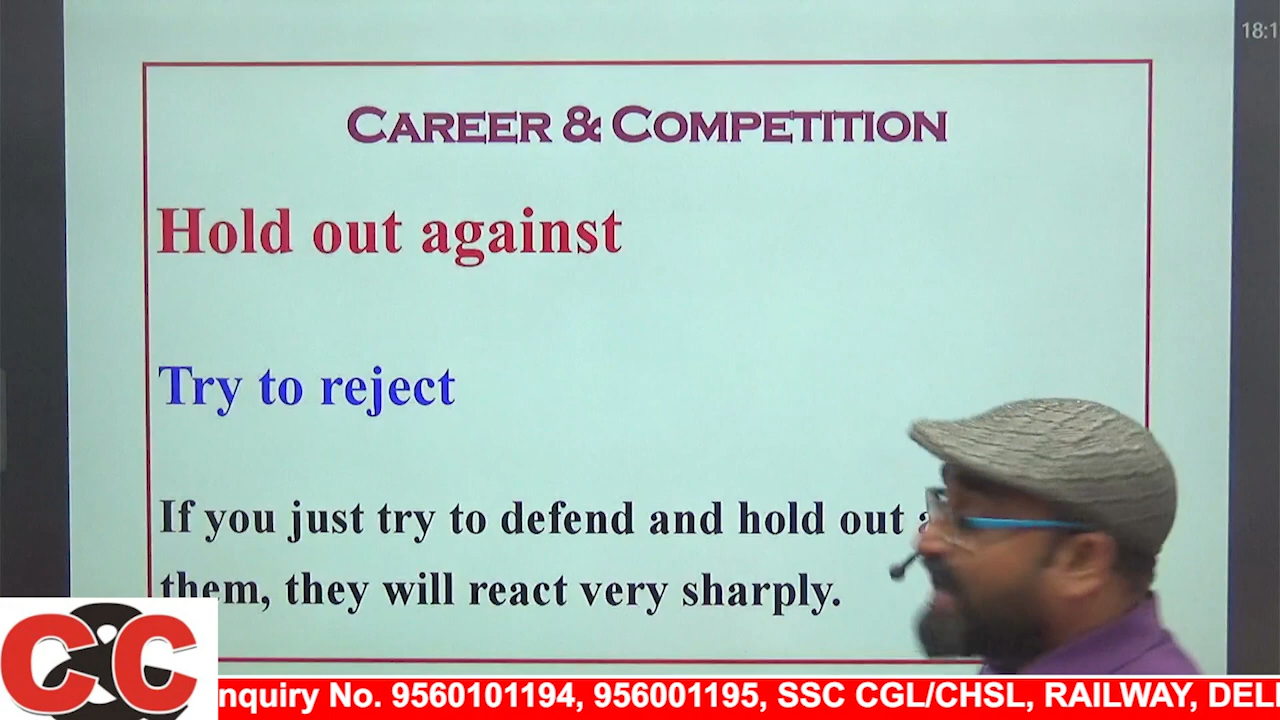 18:1
CAREER & COMPETITION
Hold out against
Try to reject
If you just try to defend and hold out
them, they will react very sharply.
CC
nquiry No. 9560101194, 956001195, SSC CGL/CHSL, RAILWAY, DEL